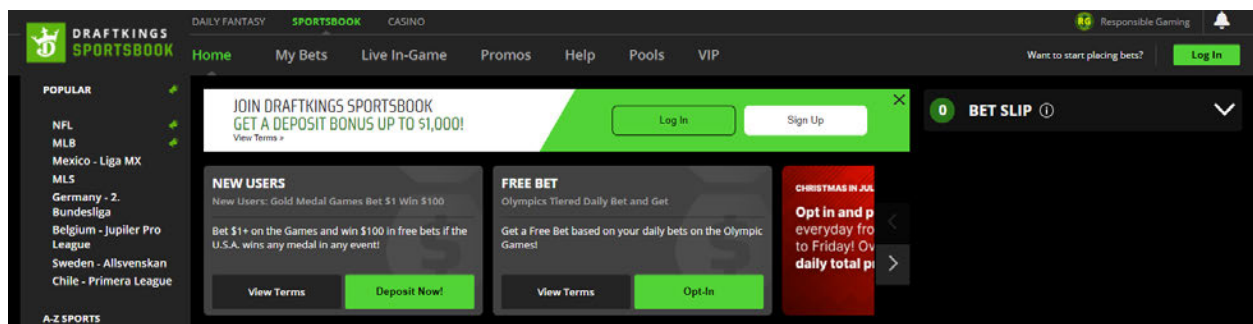 DRAFTKINGS
SPORTSBOOK
DAILY FANTASY SPORTSBOOK CASINO
RG Responsible Gaming
Home My Bets Live In-Game Promos Help Pools VIP
Want to start placing bets? Log In
POPULAR
NFL
MLB
Mexico - Liga MX
MLS
Germany - 2.
Bundesliga
Belgium - Jupiler Pro
League
Sweden - Allsvenskan
Chile - Primera League
A-Z SPORTS
JOIN DRAFTKINGS SPORTSBOOK
GET A DEPOSIT BONUS UP TO $1,000!
View Terms »
Log In Sign Up
NEW USERS
New Users: Gold Medal Games Bet $1 Win $100
Bet $1+ on the Games and win $100 in free bets if the
U.S.A. wins any medal in any event!
View Terms Deposit Now!
FREE BET
Olympics Tiered Daily Bet and Get
Get a Free Bet based on your daily bets on the Olympic
Games!
View Terms Opt-In
CHRISTMAS IN JUL
Opt in and p
everyday fro
to Friday! Ov
daily total pr
0 BET SLIP